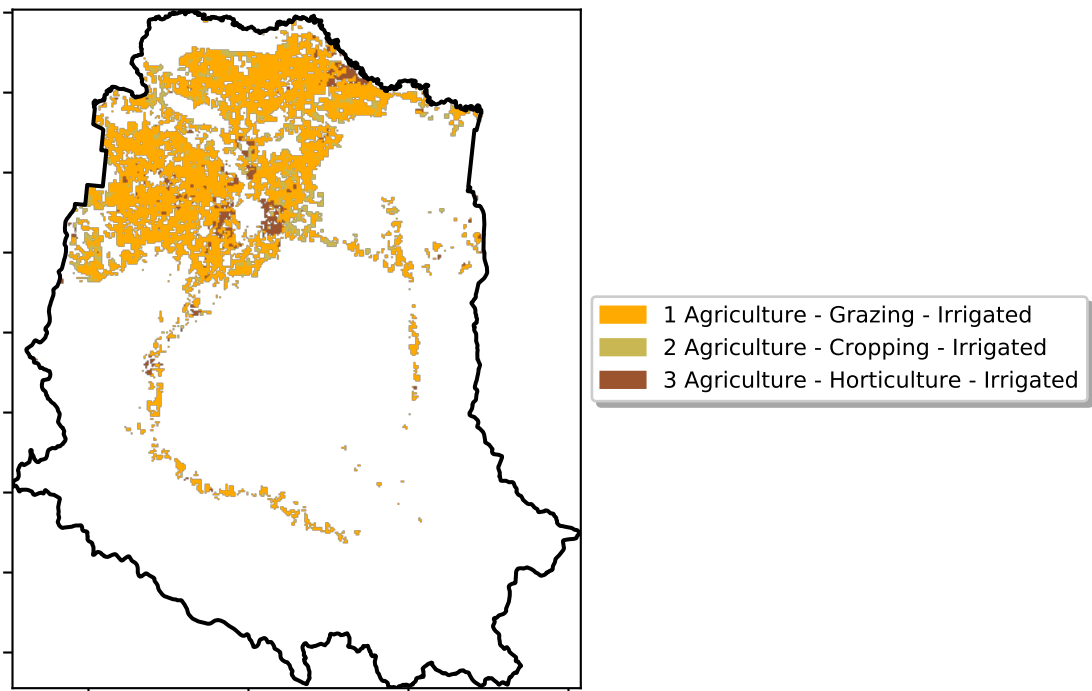 1 Agriculture - Grazing - Irrigated
2 Agriculture - Cropping - Irrigated
3 Agriculture - Horticulture - Irrigated